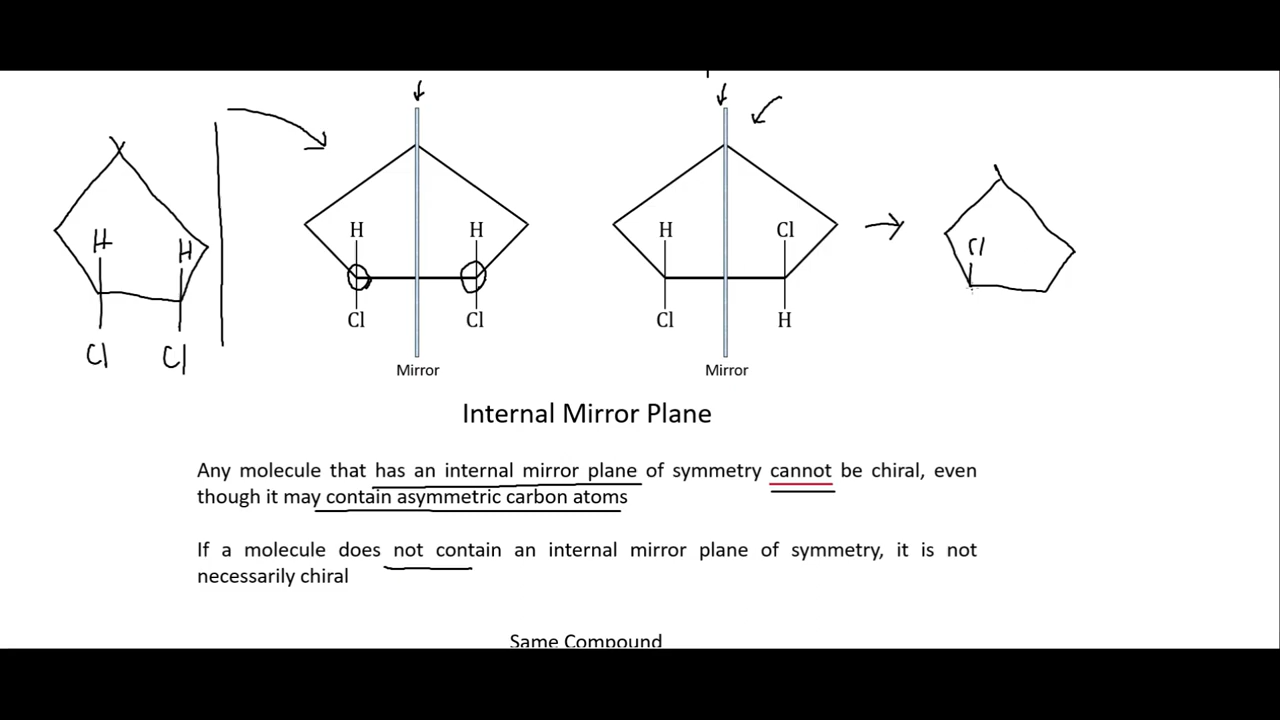 H H Cl
H H H Cl
Cl Cl Cl H
Cl Cl
Mirror Mirror
Internal Mirror Plane
Any molecule that has an internal mirror plane of symmetry cannot be chiral, even
though it may contain asymmetric carbon atoms
If a molecule does not contain an internal mirror plane of symmetry, it is not
necessarily chiral
Same Compound